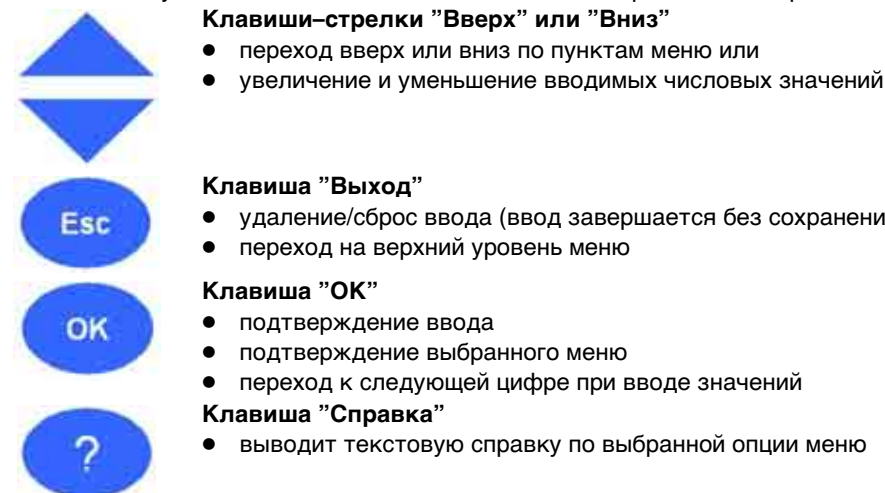 Клавиши–стрелки ”Вверх” или ”Вниз”
● переход вверх или вниз по пунктам меню или
● увеличение и уменьшение вводимых числовых значений
Клавиша ”Выход”
Esc
● удаление/сброс ввода (ввод завершается без сохранени
● переход на верхний уровень меню
Клавиша ”ОК”
OK
● подтверждение ввода
● подтверждение выбранного меню
● переход к следующей цифре при вводе значений
Клавиша ”Справка”
?
● выводит текстовую справку по выбранной опции меню